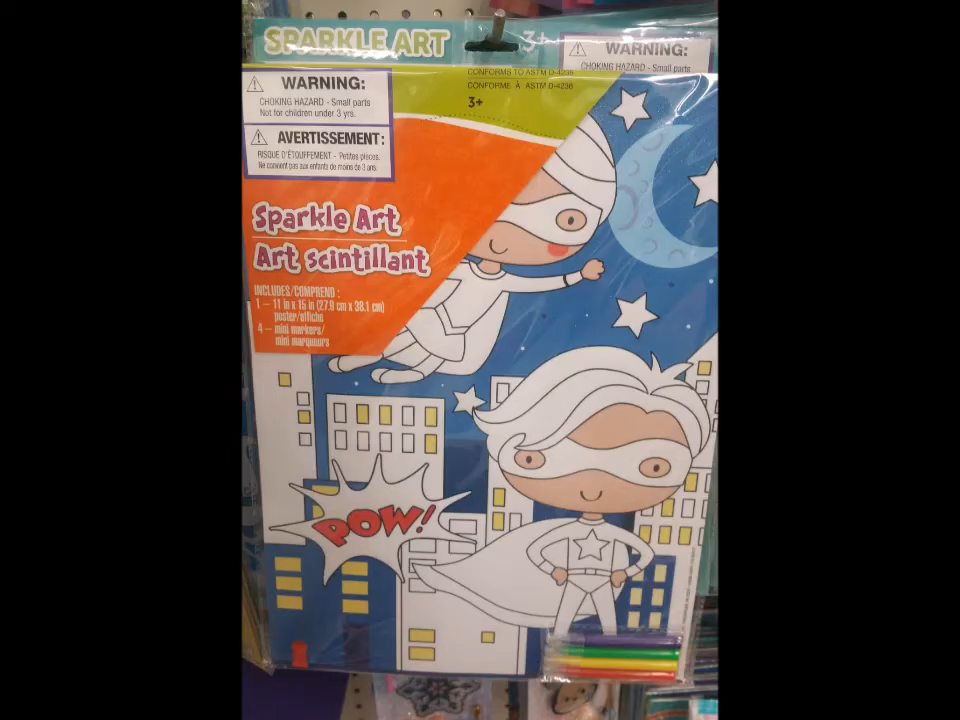 SPARKLE ART
3+
WARNING:
CHOKING HAZARD - Small parts
WARNING:
CHOKING HAZARD - Small parts
Not for children under 3 yrs.
AVERTISSEMENT:
RISQUE D'ÉTOUFFEMENT - Petites pièces.
Ne convient pas aux enfants de moins de 3 ans.
CONFORMS TO ASTM D-4236
CONFORME À ASTM D-4236
3+
Sparkle Art
Art scintillant
INCLUDES/COMPREND :
1 – 11 in x 15 in (27.9 cm x 38.1 cm)
poster/affiche
4 – mini markers/
mini marqueurs
POW!